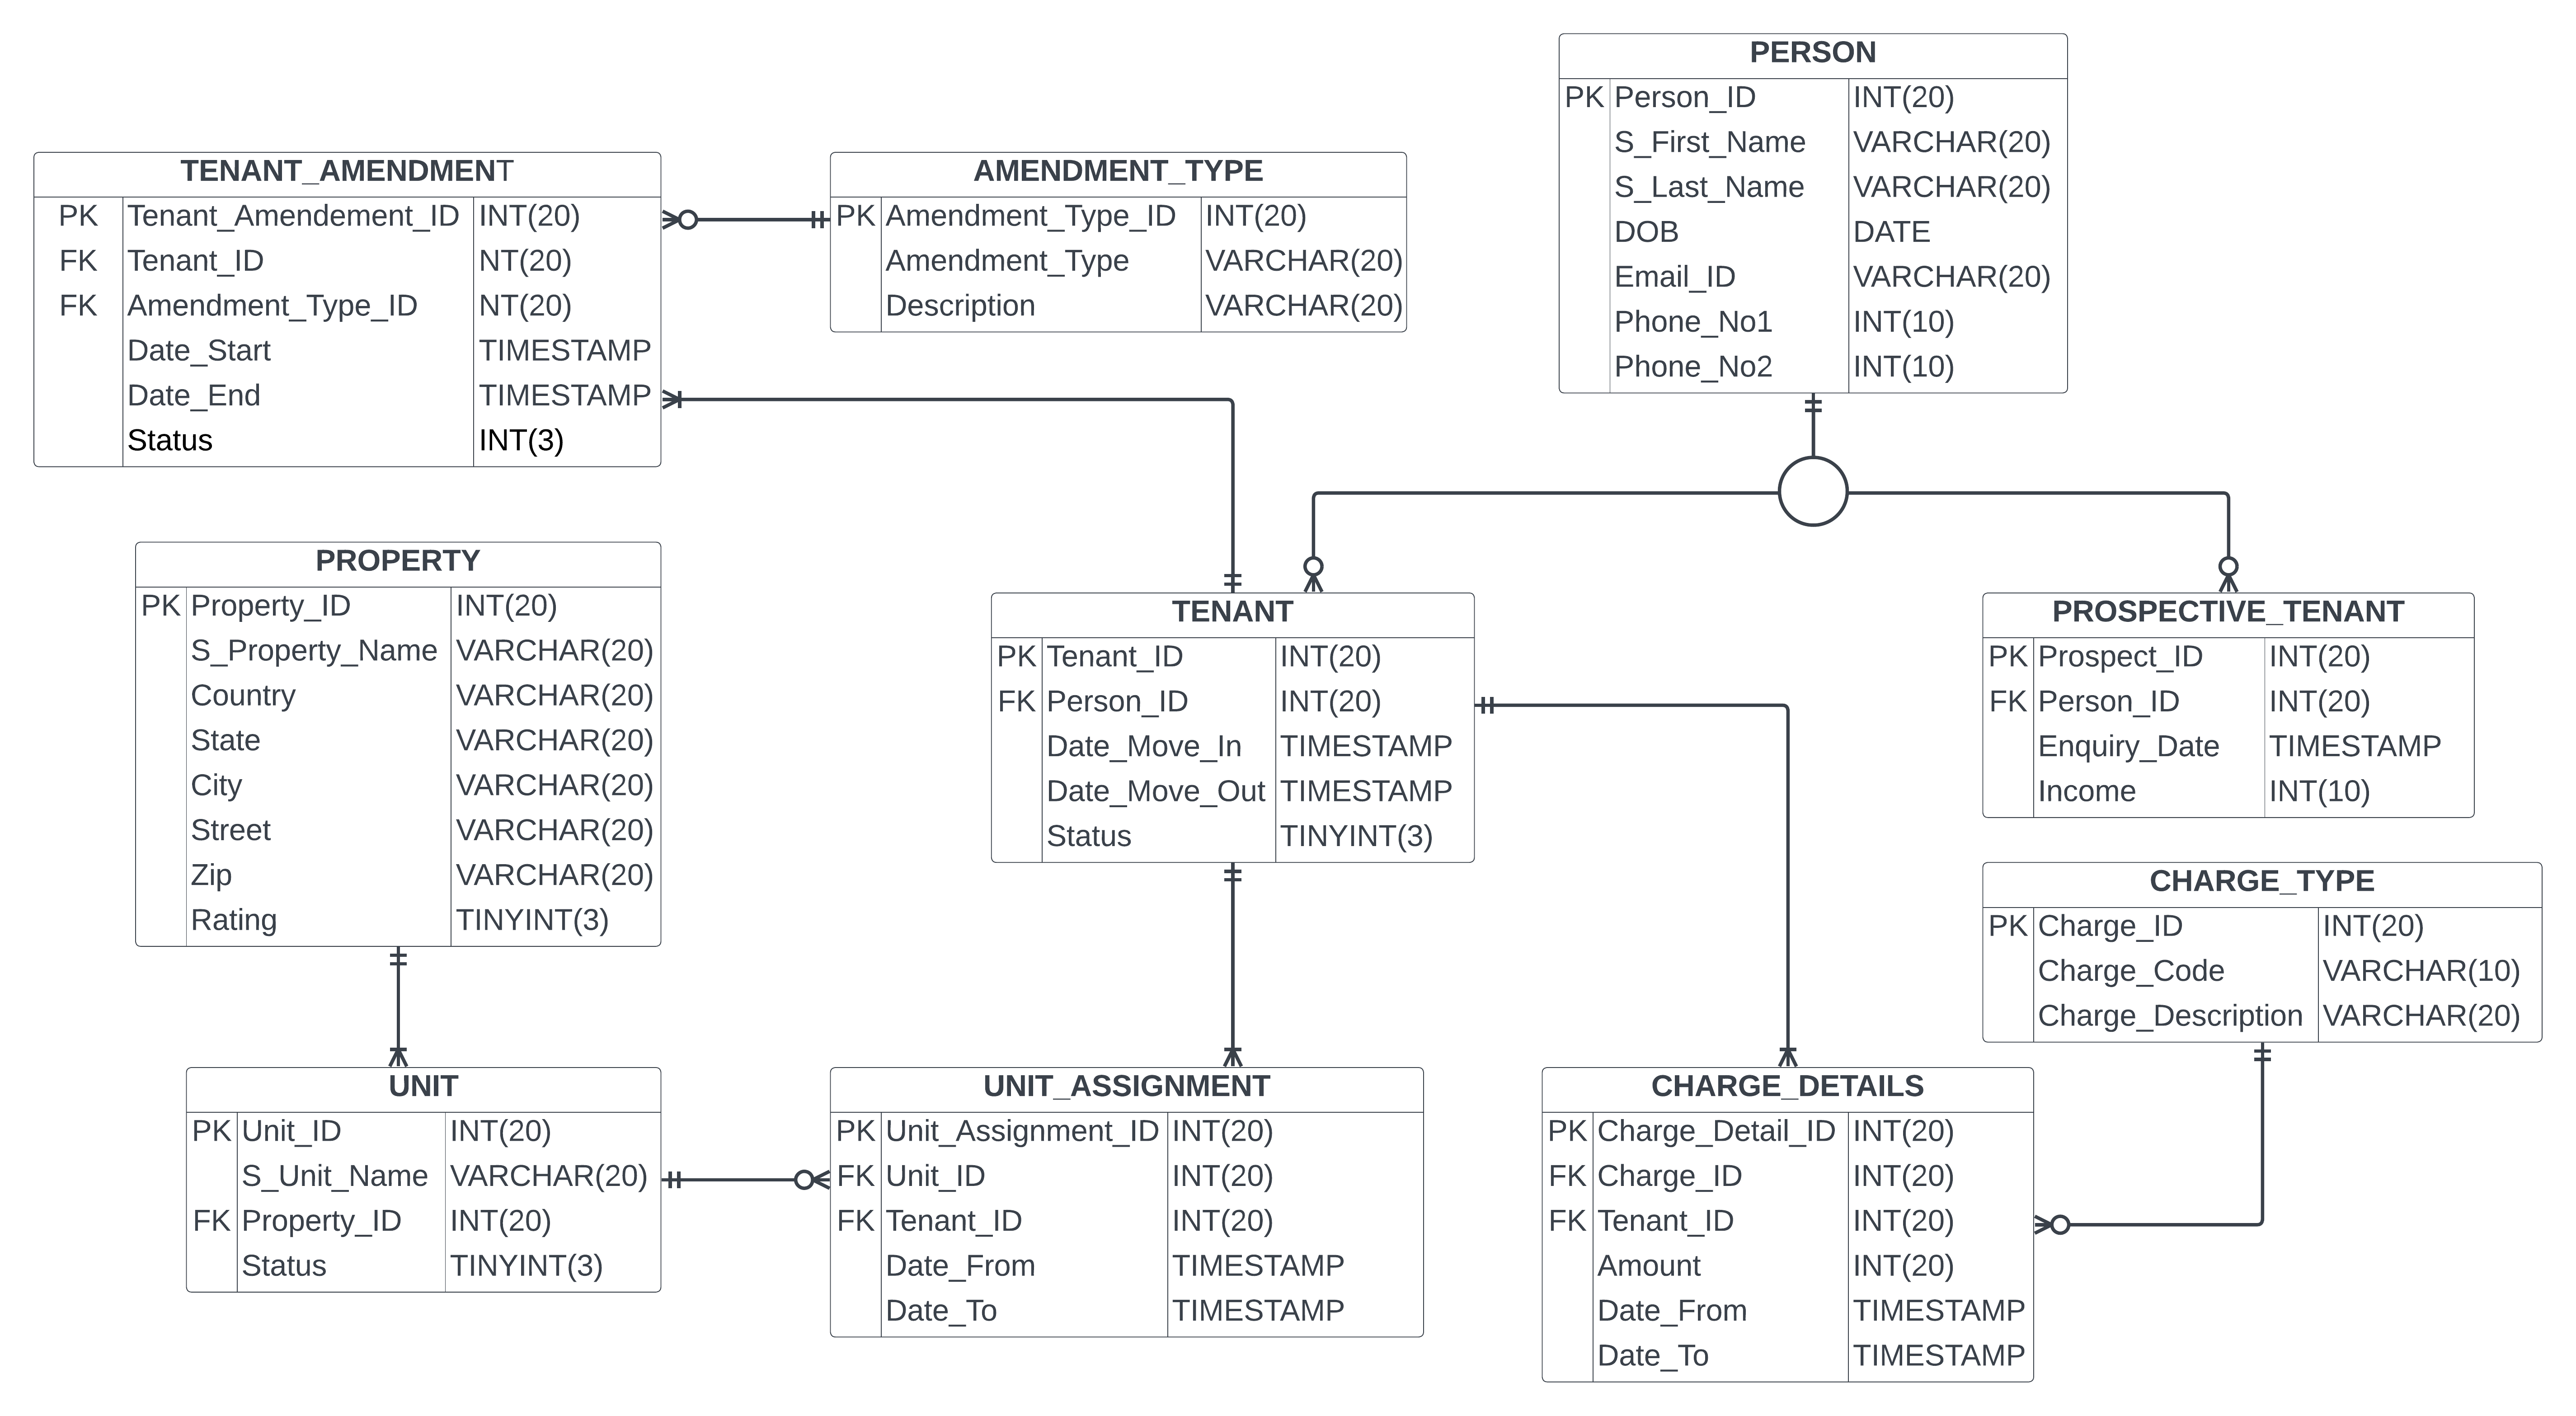 PERSON
PK Person_ID INT(20)
S_First_Name VARCHAR(20)
S_Last_Name VARCHAR(20)
DOB DATE
Email_ID VARCHAR(20)
Phone_No1 INT(10)
Phone_No2 INT(10)
TENANT_AMENDMENT
PK Tenant_Amendement_ID INT(20)
FK Tenant_ID NT(20)
FK Amendment_Type_ID NT(20)
Date_Start TIMESTAMP
Date_End TIMESTAMP
Status INT(3)
AMENDMENT_TYPE
PK Amendment_Type_ID INT(20)
Amendment_Type VARCHAR(20)
Description VARCHAR(20)
PROPERTY
PK Property_ID INT(20)
S_Property_Name VARCHAR(20)
Country VARCHAR(20)
State VARCHAR(20)
City VARCHAR(20)
Street VARCHAR(20)
Zip VARCHAR(20)
Rating TINYINT(3)
TENANT
PK Tenant_ID INT(20)
FK Person_ID INT(20)
Date_Move_In TIMESTAMP
Date_Move_Out TIMESTAMP
Status TINYINT(3)
PROSPECTIVE_TENANT
PK Prospect_ID INT(20)
FK Person_ID INT(20)
Enquiry_Date TIMESTAMP
Income INT(10)
CHARGE_TYPE
PK Charge_ID INT(20)
Charge_Code VARCHAR(10)
Charge_Description VARCHAR(20)
UNIT
PK Unit_ID INT(20)
S_Unit_Name VARCHAR(20)
FK Property_ID INT(20)
Status TINYINT(3)
UNIT_ASSIGNMENT
PK Unit_Assignment_ID INT(20)
FK Unit_ID INT(20)
FK Tenant_ID INT(20)
Date_From TIMESTAMP
Date_To TIMESTAMP
CHARGE_DETAILS
PK Charge_Detail_ID INT(20)
FK Charge_ID INT(20)
FK Tenant_ID INT(20)
Amount INT(20)
Date_From TIMESTAMP
Date_To TIMESTAMP